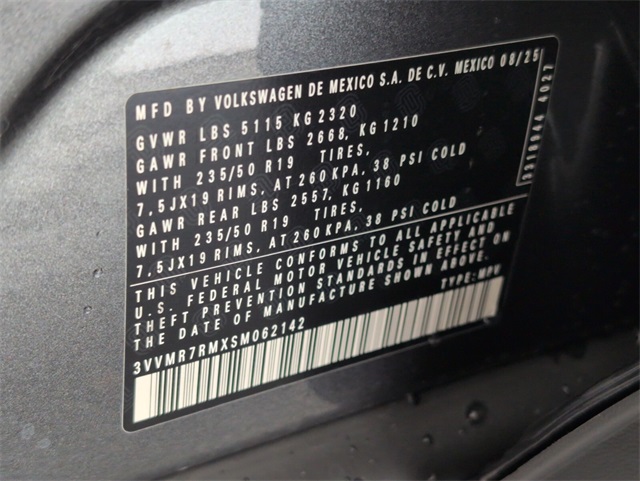 MFD BY VOLKSWAGEN DE MEXICO S.A. DE C.V. MEXICO 08/25
GVWR LBS 5115 KG 2320
GAWR FRONT LBS 2668, KG 1210
WITH 235/50 R19 TIRES,
7,5JX19 RIMS, AT 260 KPA, 38 PSI COLD
GAWR REAR LBS 2557, KG 1160
WITH 235/50 R19 TIRES,
7,5JX19 RIMS, AT 260 KPA, 38 PSI COLD
THIS VEHICLE CONFORMS TO ALL APPLICABLE
U.S. FEDERAL MOTOR VEHICLE SAFETY AND
THEFT PREVENTION STANDARDS IN EFFECT ON
THE DATE OF MANUFACTURE SHOWN ABOVE.
3VVMR7RMXSM062142 TYPE: MPV
4027